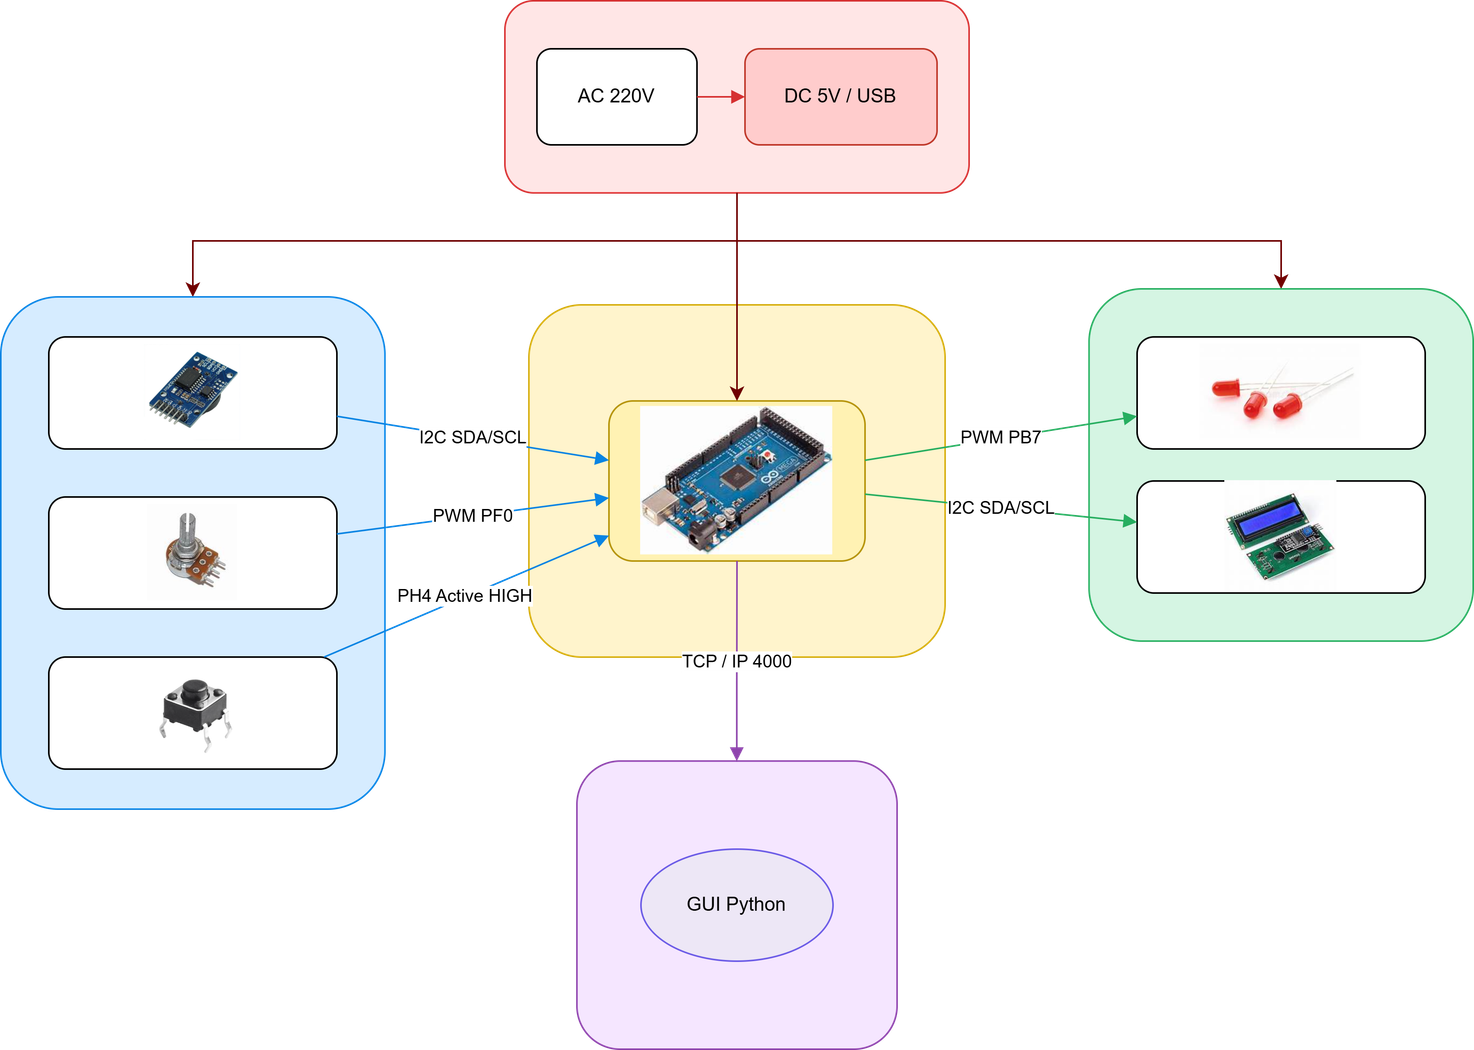 AC 220V
DC 5V / USB
I2C SDA/SCL
PWM PF0
PH4 Active HIGH
MEGA
PWM PB7
I2C SDA/SCL
TCP / IP 4000
GUI Python